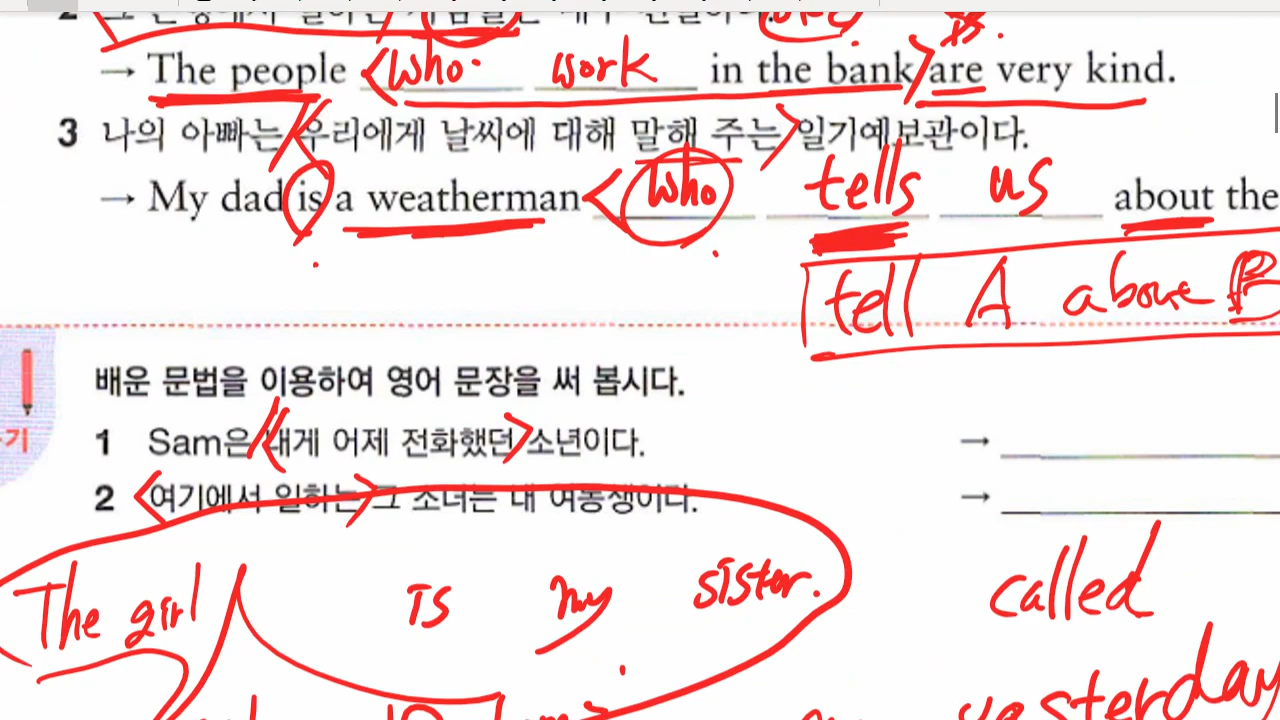 → The people <who work in the bank> are very kind.
3 나의 아빠는 <우리에게 날씨에 대해 말해 주는> 일기예보관이다.
→ My dad is a weatherman < who tells us about the
tell A about B
배운 문법을 이용하여 영어 문장을 써 봅시다.
1 Sam은 <내게 어제 전화했던> 소년이다. →
2 <여기에서 일하는> 그 소녀는 내 여동생이다. →
called
The girl is my sister.
yesterday